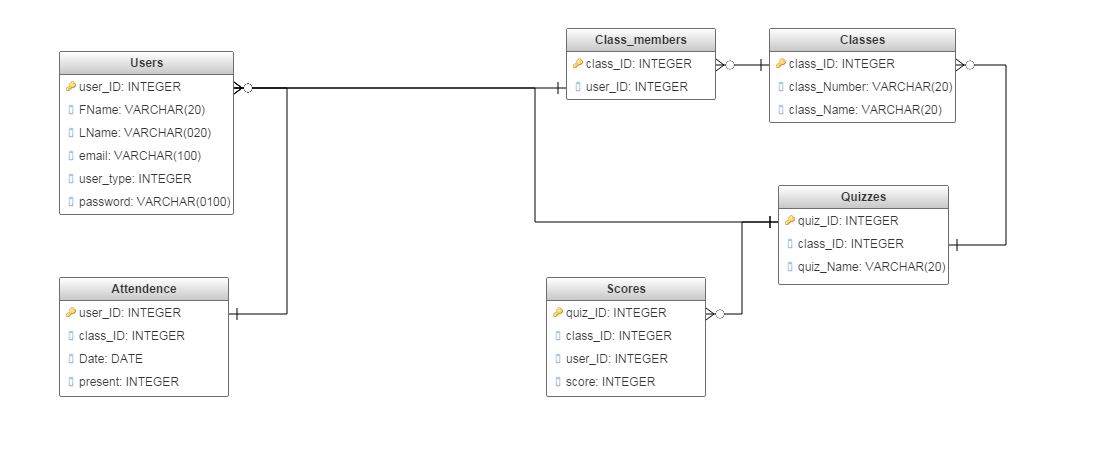 Users
user_ID: INTEGER
FName: VARCHAR(20)
LName: VARCHAR(020)
email: VARCHAR(100)
user_type: INTEGER
password: VARCHAR(0100)
Class_members
class_ID: INTEGER
user_ID: INTEGER
Classes
class_ID: INTEGER
class_Number: VARCHAR(20)
class_Name: VARCHAR(20)
Quizzes
quiz_ID: INTEGER
class_ID: INTEGER
quiz_Name: VARCHAR(20)
Attendence
user_ID: INTEGER
class_ID: INTEGER
Date: DATE
present: INTEGER
Scores
quiz_ID: INTEGER
class_ID: INTEGER
user_ID: INTEGER
score: INTEGER